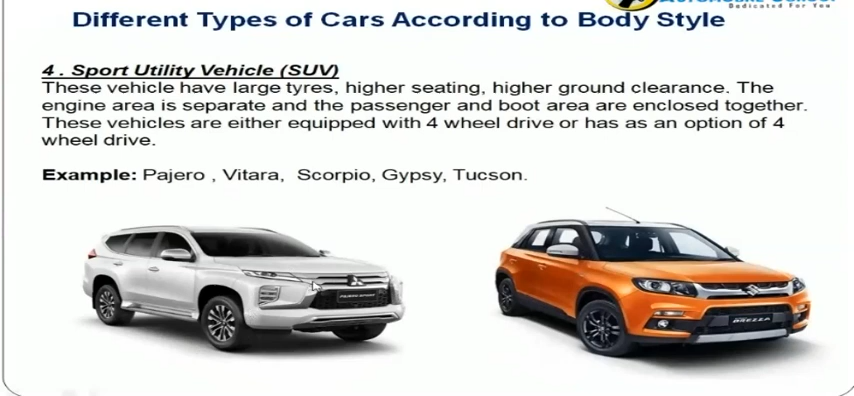 Different Types of Cars According to Body Style
Dedicated For You
4 . Sport Utility Vehicle (SUV)
These vehicle have large tyres, higher seating, higher ground clearance. The
engine area is separate and the passenger and boot area are enclosed together.
These vehicles are either equipped with 4 wheel drive or has as an option of 4
wheel drive.
Example: Pajero , Vitara,  Scorpio, Gypsy, Tucson.
PAJERO SPORT
BREZZA